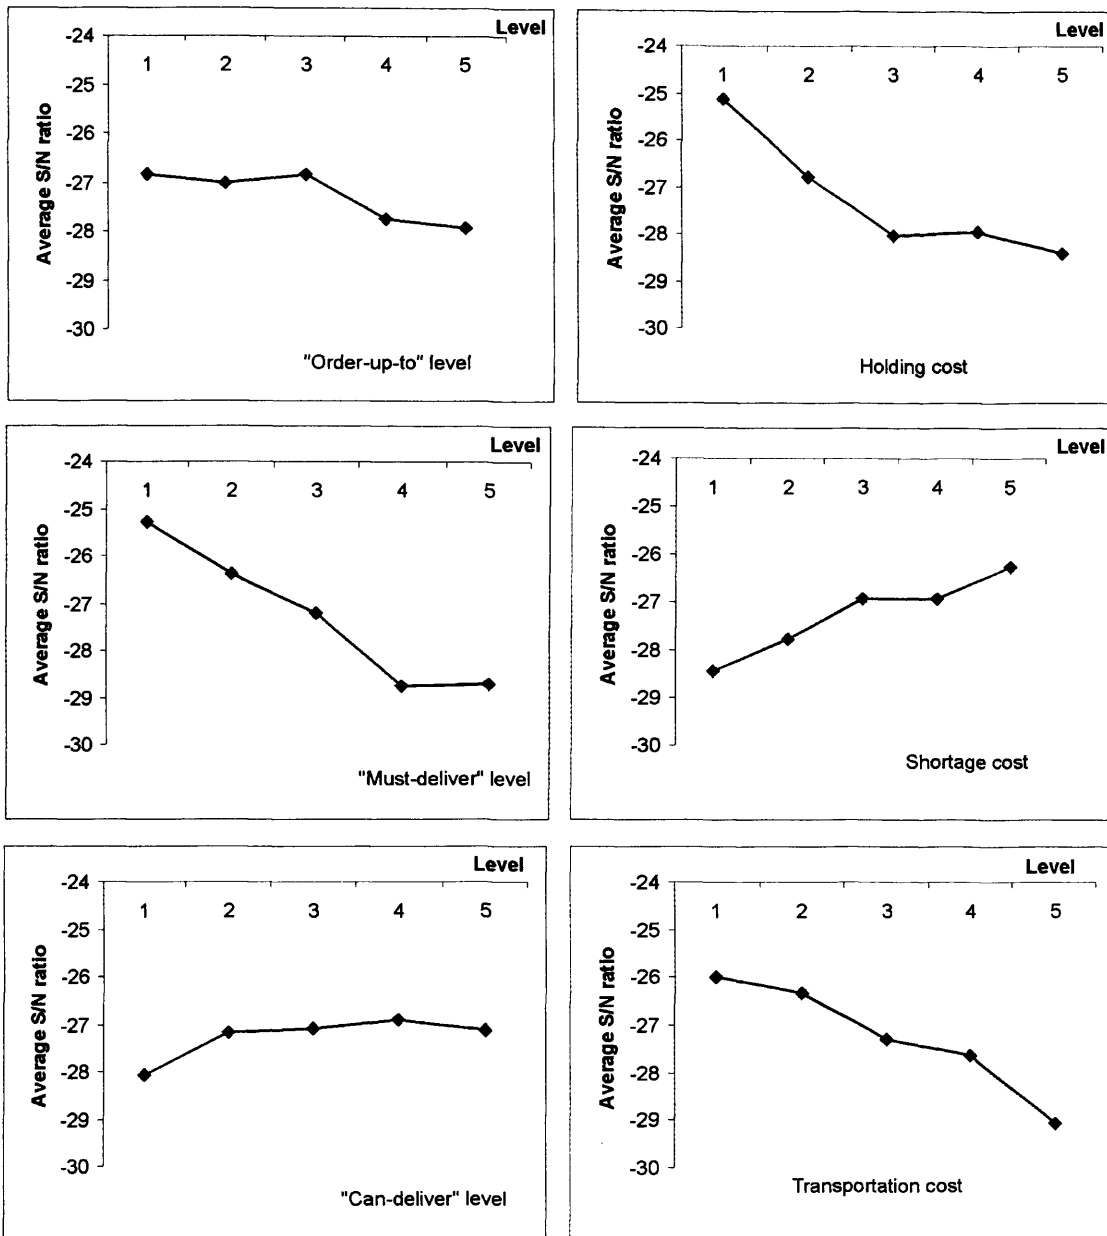 Level
-24
1 2 3 4 5
-25
-26
-27
-28
-29
-30
Average S/N ratio
"Order-up-to" level
Level
-24
1 2 3 4 5
-25
-26
-27
-28
-29
-30
Average S/N ratio
Holding cost
Level
-24
1 2 3 4 5
-25
-26
-27
-28
-29
-30
Average S/N ratio
"Must-deliver" level
Level
-24
1 2 3 4 5
-25
-26
-27
-28
-29
-30
Average S/N ratio
Shortage cost
Level
-24
1 2 3 4 5
-25
-26
-27
-28
-29
-30
Average S/N ratio
"Can-deliver" level
Level
-24
1 2 3 4 5
-25
-26
-27
-28
-29
-30
Average S/N ratio
Transportation cost